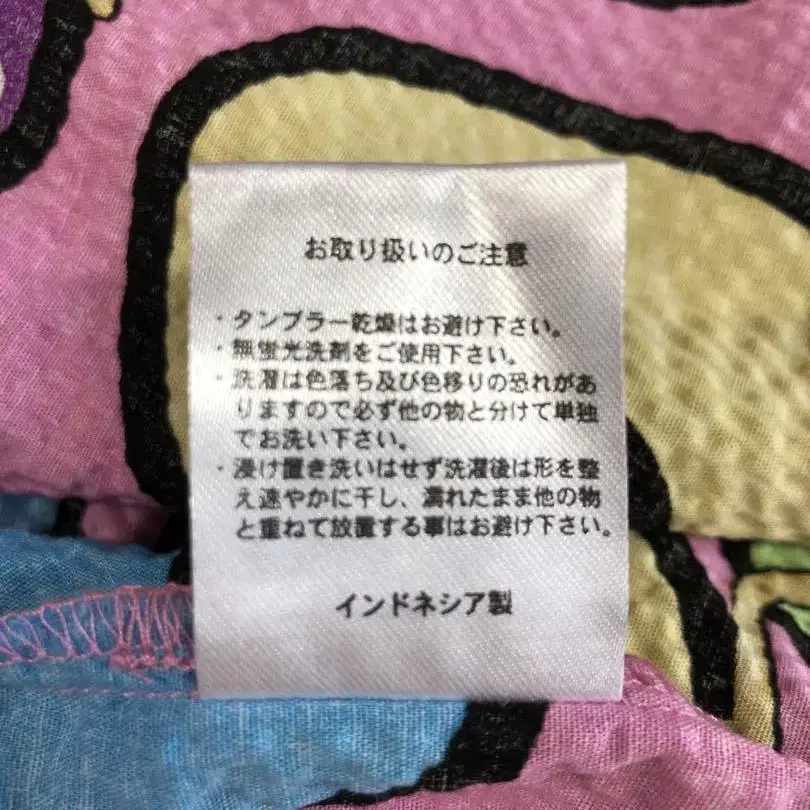 お取り扱いのご注意
・タンブラー乾燥はお避け下さい。
・無蛍光洗剤をご使用下さい。
・洗濯は色落ち及び色移りの恐れがあ
りますので必ず他の物と分けて単独
でお洗い下さい。
・浸け置き洗いはせず洗濯後は形を整
え速やかに干し、濡れたまま他の物
と重ねて放置する事はお避け下さい。
インドネシア製